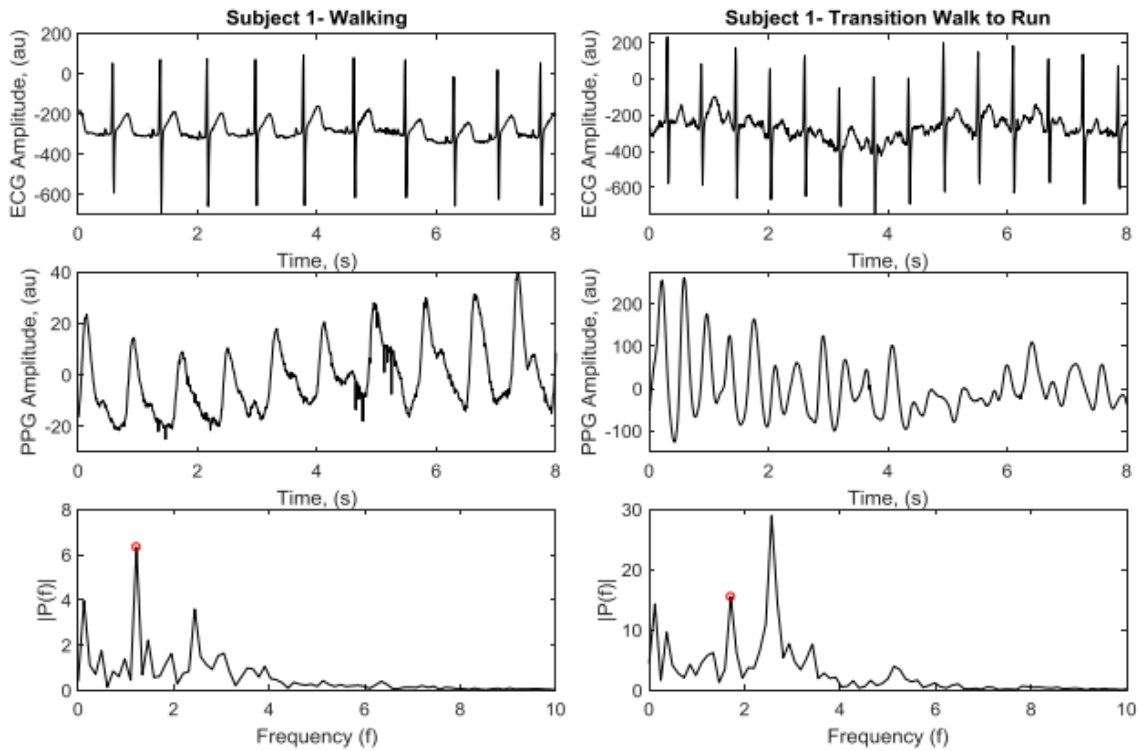 Subject 1- Walking
ECG Amplitude, (au)
200
0
-200
-400
-600
0 2 4 6 8
Time, (s)
PPG Amplitude, (au)
40
20
0
-20
0 2 4 6 8
Time, (s)
|P(f)|
8
6
4
2
0
0 2 4 6 8 10
Frequency (f)
Subject 1- Transition Walk to Run
ECG Amplitude, (au)
200
0
-200
-400
-600
0 2 4 6 8
Time, (s)
PPG Amplitude, (au)
200
100
0
-100
0 2 4 6 8
Time, (s)
|P(f)|
30
20
10
0
0 2 4 6 8 10
Frequency (f)